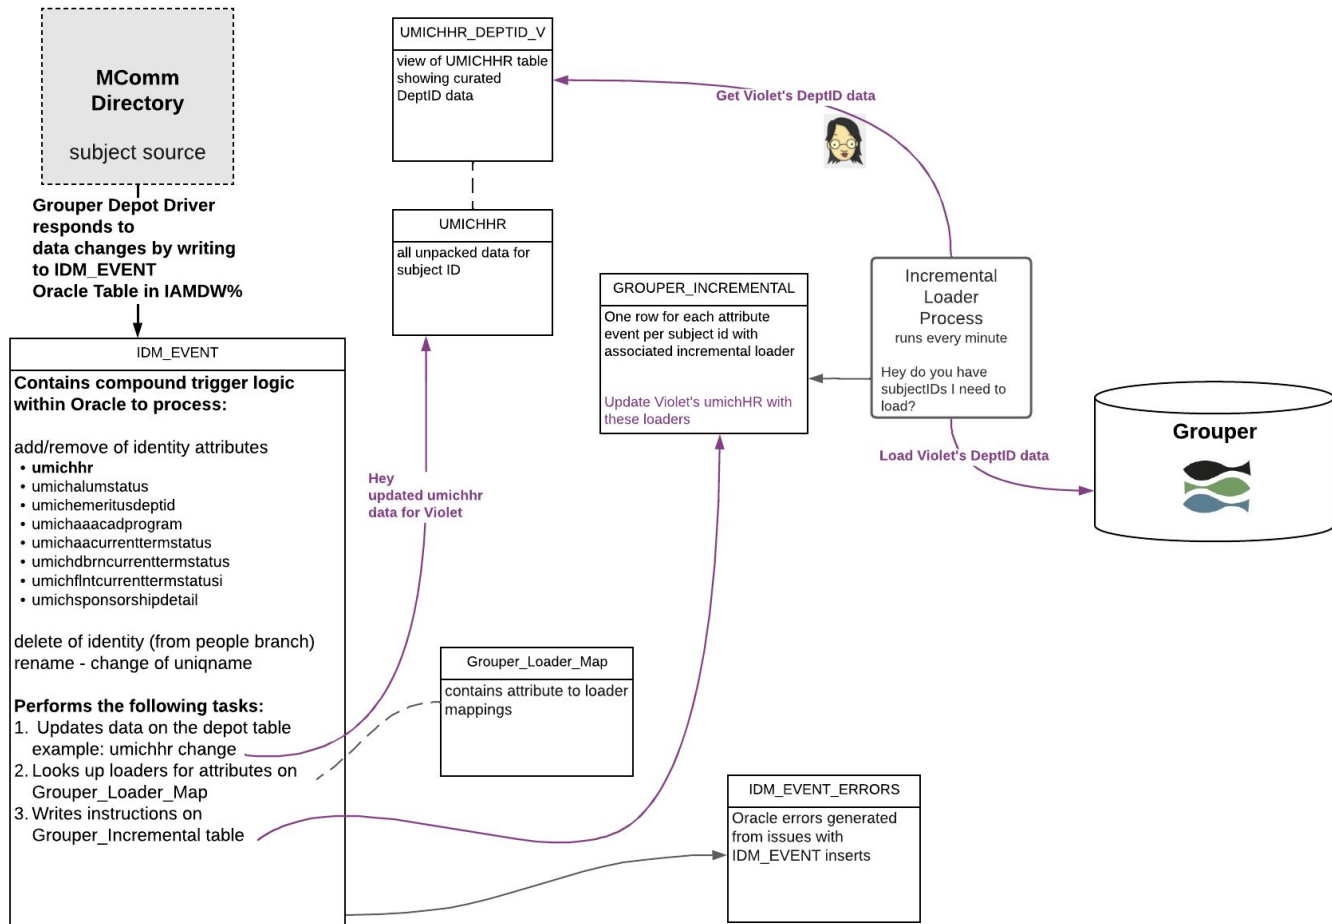 MComm
Directory
subject source
Grouper Depot Driver
responds to
data changes by writing
to IDM_EVENT
Oracle Table in IAMDW%
IDM_EVENT
Contains compound trigger logic
within Oracle to process:
add/remove of identity attributes
• umichhr
• umichalumstatus
• umichemeritusdeptid
• umichaaacadprogram
• umichaacurrenttermstatus
• umichdbrncurrenttermstatus
• umichflntcurrenttermstatusi
• umichsponsorshipdetail
delete of identity (from people branch)
rename - change of uniqname
Performs the following tasks:
1. Updates data on the depot table
example: umichhr change
2. Looks up loaders for attributes on
Grouper_Loader_Map
3. Writes instructions on
Grouper_Incremental table
UMICHHR_DEPTID_V
view of UMICHHR table
showing curated
DeptID data
UMICHHR
all unpacked data for
subject ID
Hey
updated umichhr
data for Violet
Grouper_Loader_Map
contains attribute to loader
mappings
GROUPER_INCREMENTAL
One row for each attribute
event per subject id with
associated incremental loader
Update Violet's umichHR with
these loaders
IDM_EVENT_ERRORS
Oracle errors generated
from issues with
IDM_EVENT inserts
Get Violet's DeptID data
Incremental
Loader
Process
runs every minute
Hey do you have
subjectIDs I need to
load?
Load Violet's DeptID data
Grouper